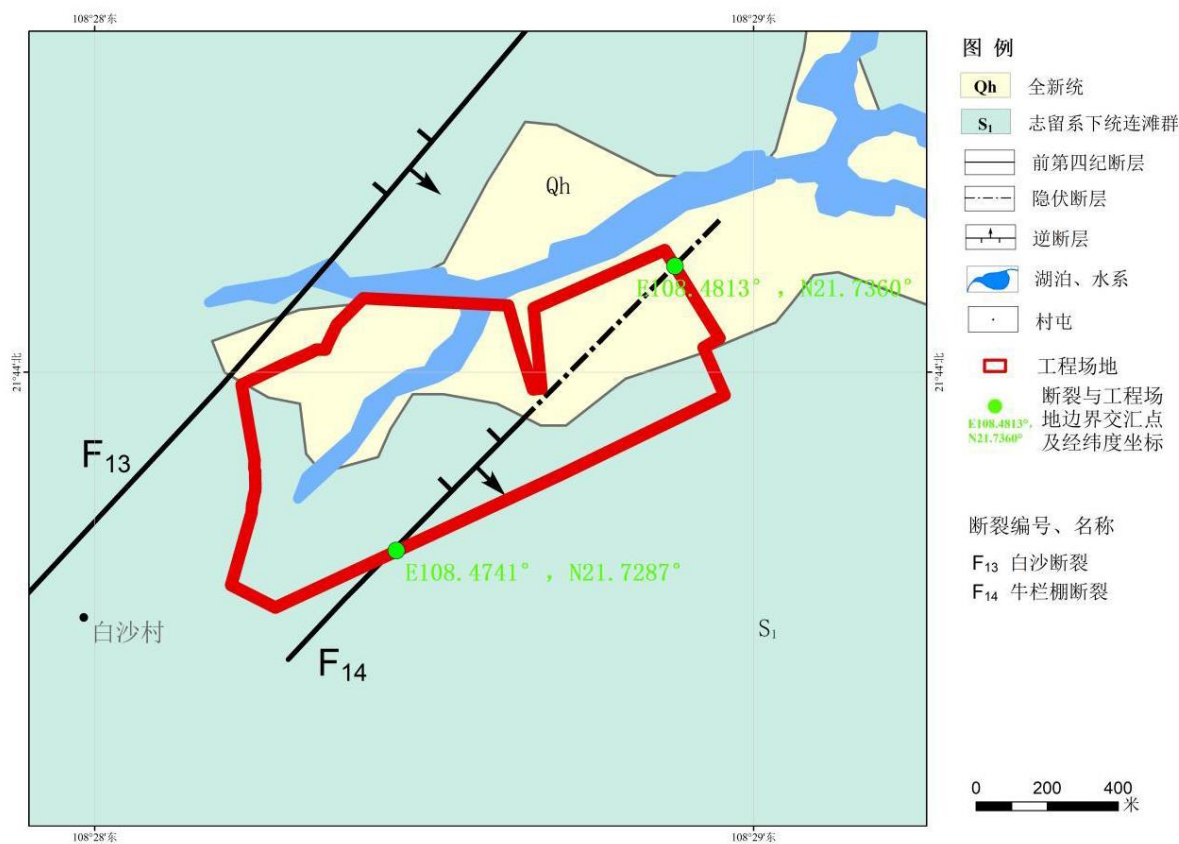 108°28'东
108°29'东
21°44'北
21°44'北
Qh
E108.4813°，N21.7360°
F₁₃
E108.4741°，N21.7287°
白沙村
F₁₄
S₁
108°28'东
108°29'东
图 例
Qh 全新统
S₁ 志留系下统连滩群
前第四纪断层
隐伏断层
逆断层
湖泊、水系
村屯
工程场地
断裂与工程场
地边界交汇点
及经纬度坐标
E108.4813°,
N21.7360°
断裂编号、名称
F₁₃ 白沙断裂
F₁₄ 牛栏棚断裂
0 200 400
米